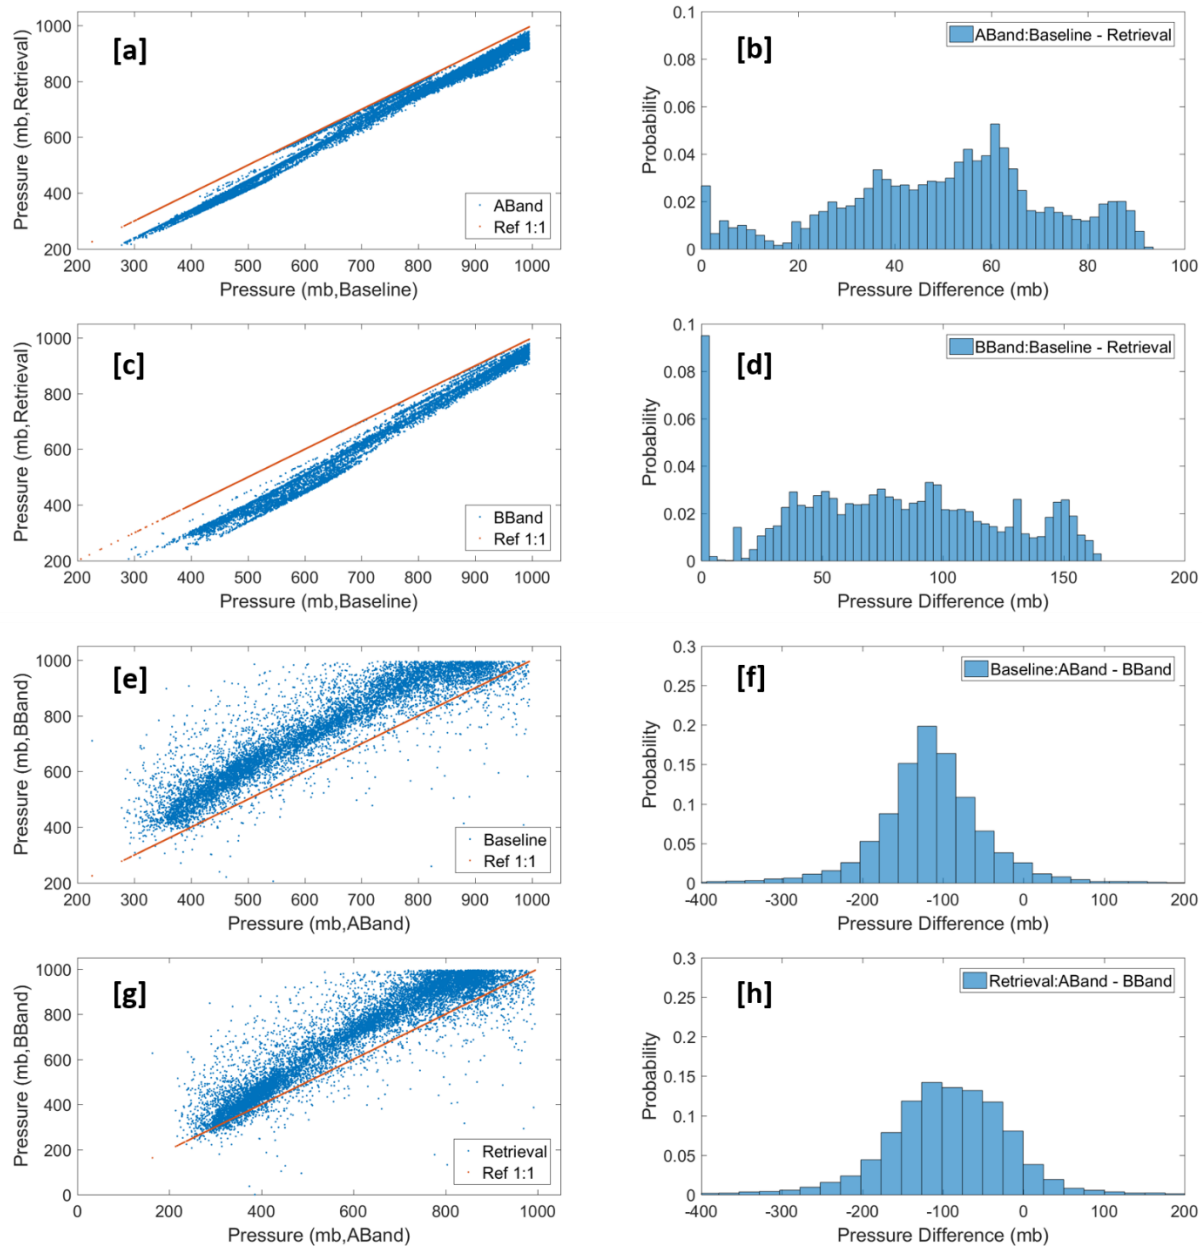 [a]
1000
800
600
400
200
Pressure (mb,Retrieval)
ABand
Ref 1:1
200 300 400 500 600 700 800 900 1000
Pressure (mb,Baseline)
[b]
ABand:Baseline - Retrieval
0.1
0.08
0.06
0.04
0.02
0
Probability
0 20 40 60 80 100
Pressure Difference (mb)
[c]
1000
800
600
400
200
Pressure (mb,Retrieval)
BBand
Ref 1:1
200 300 400 500 600 700 800 900 1000
Pressure (mb,Baseline)
[d]
BBand:Baseline - Retrieval
0.1
0.08
0.06
0.04
0.02
0
Probability
0 50 100 150 200
Pressure Difference (mb)
[e]
1000
800
600
400
200
Pressure (mb,BBand)
Baseline
Ref 1:1
200 300 400 500 600 700 800 900 1000
Pressure (mb,ABand)
[f]
Baseline:ABand - BBand
0.3
0.25
0.2
0.15
0.1
0.05
0
Probability
-400 -300 -200 -100 0 100 200
Pressure Difference (mb)
[g]
1000
800
600
400
200
0
Pressure (mb,BBand)
Retrieval
Ref 1:1
0 200 400 600 800 1000
Pressure (mb,ABand)
[h]
Retrieval:ABand - BBand
0.3
0.25
0.2
0.15
0.1
0.05
0
Probability
-400 -300 -200 -100 0 100 200
Pressure Difference (mb)